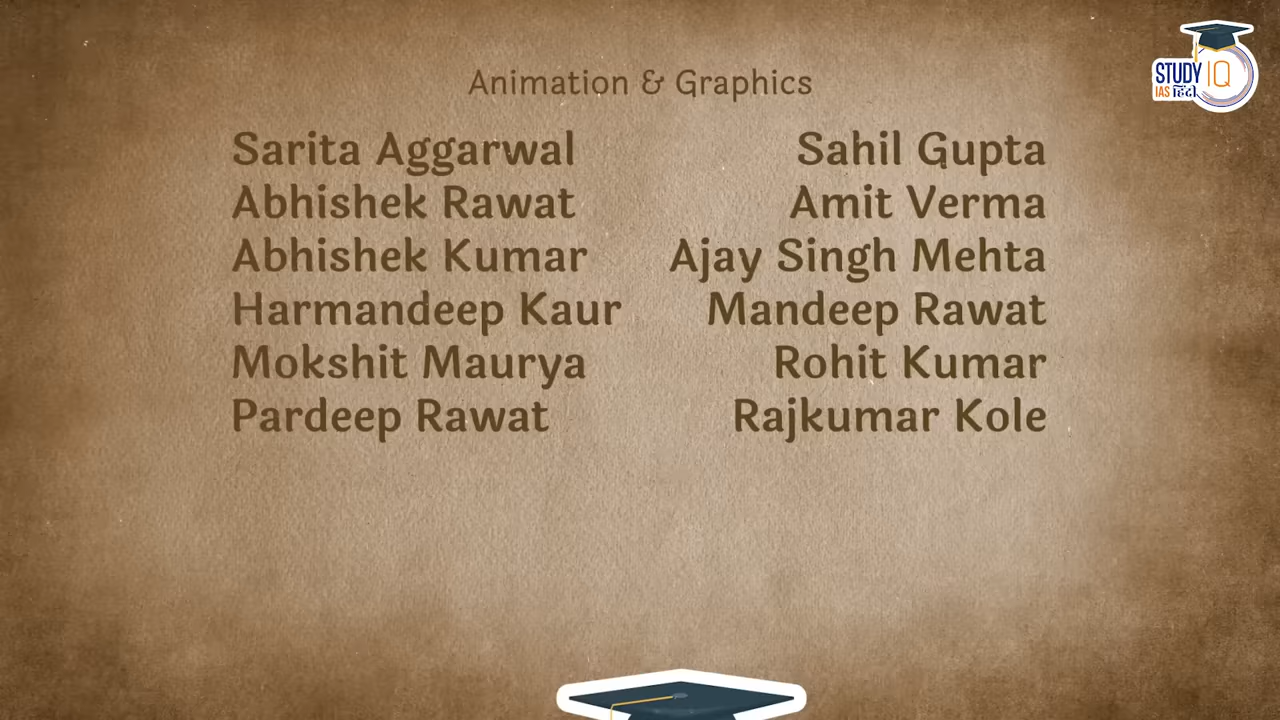 Animation & Graphics
Sarita Aggarwal
Sahil Gupta
Abhishek Rawat
Amit Verma
Abhishek Kumar
Ajay Singh Mehta
Harmandeep Kaur
Mandeep Rawat
Mokshit Maurya
Rohit Kumar
Pardeep Rawat
Rajkumar Kole
STUDY IQ
IAS हिंदी